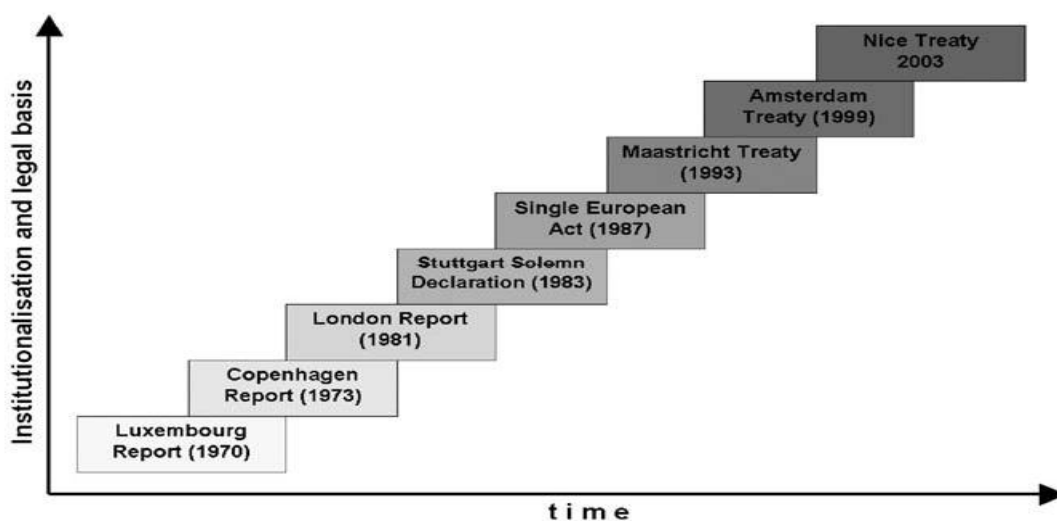 Institutionalisation and legal basis
Nice Treaty
2003
Amsterdam
Treaty (1999)
Maastricht Treaty
(1993)
Single European
Act (1987)
Stuttgart Solemn
Declaration (1983)
London Report
(1981)
Copenhagen
Report (1973)
Luxembourg
Report (1970)
time